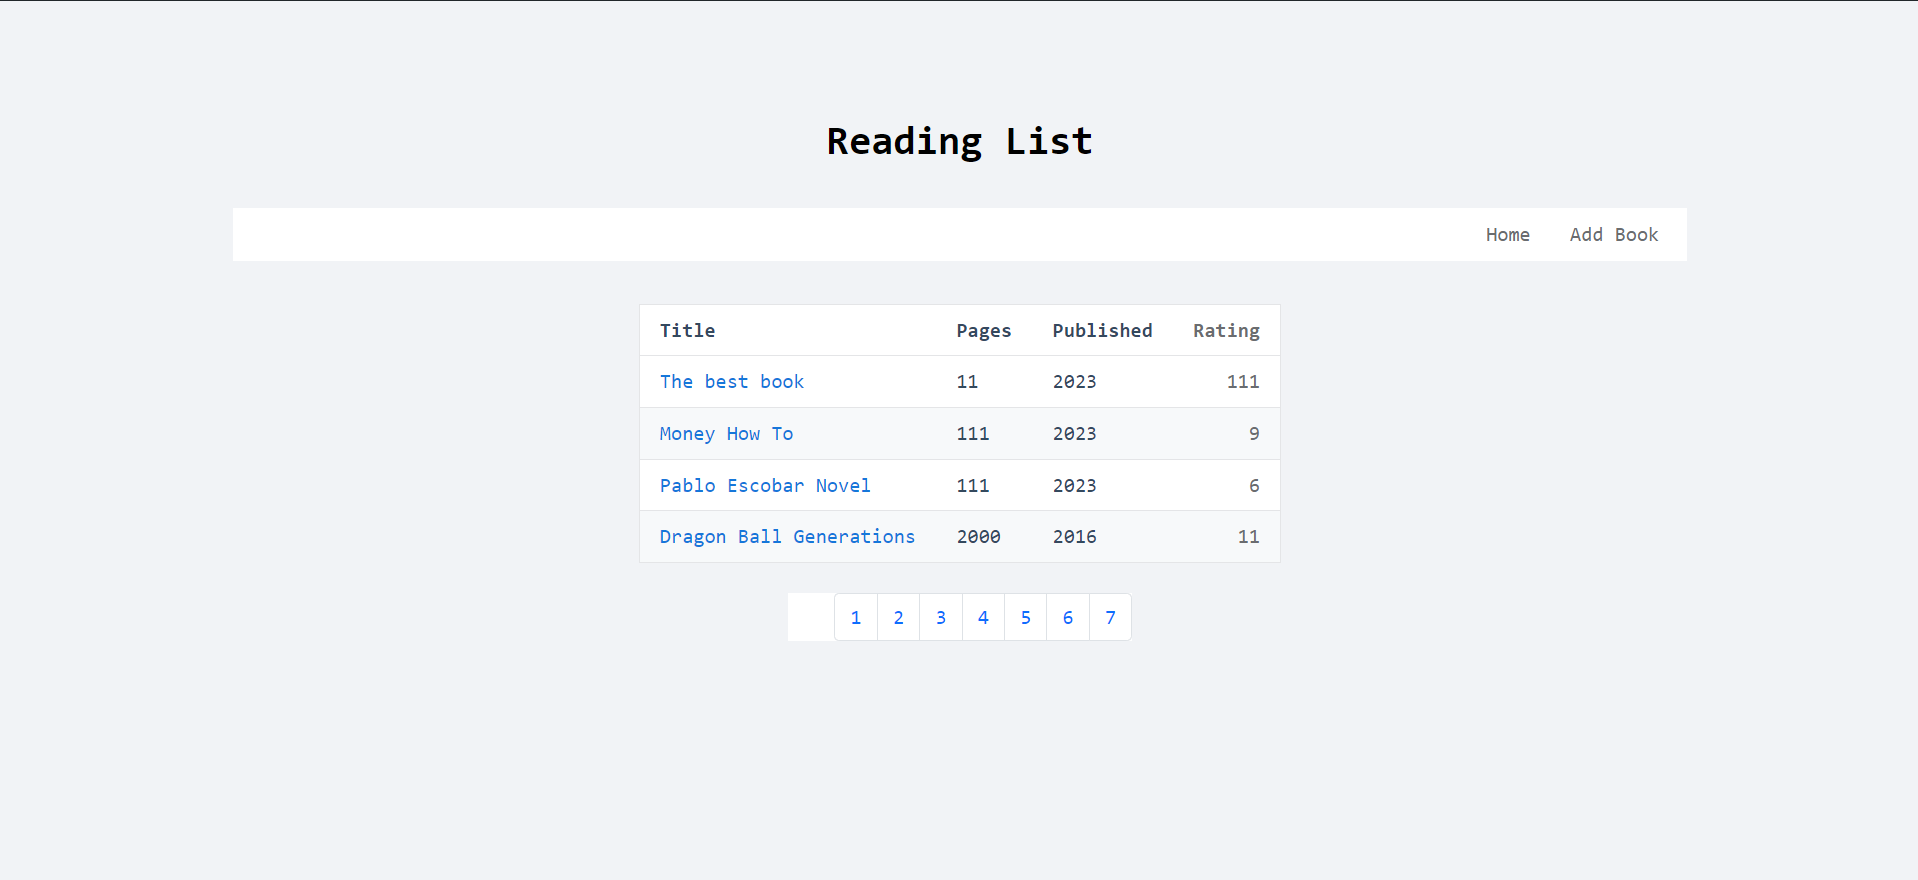 Reading List
Home Add Book
Title Pages Published Rating
The best book 11 2023 111
Money How To 111 2023 9
Pablo Escobar Novel 111 2023 6
Dragon Ball Generations 2000 2016 11
1 2 3 4 5 6 7